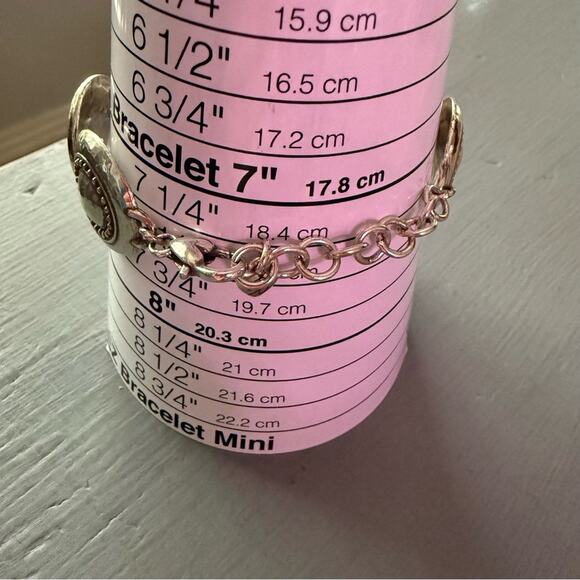 15.9 cm
6 1/2" 16.5 cm
6 3/4" 17.2 cm
Bracelet 7" 17.8 cm
7 1/4" 18.4 cm
7 3/4" 19.7 cm
8" 20.3 cm
8 1/4" 21 cm
8 1/2" 21.6 cm
8 3/4" 22.2 cm
Bracelet Mini